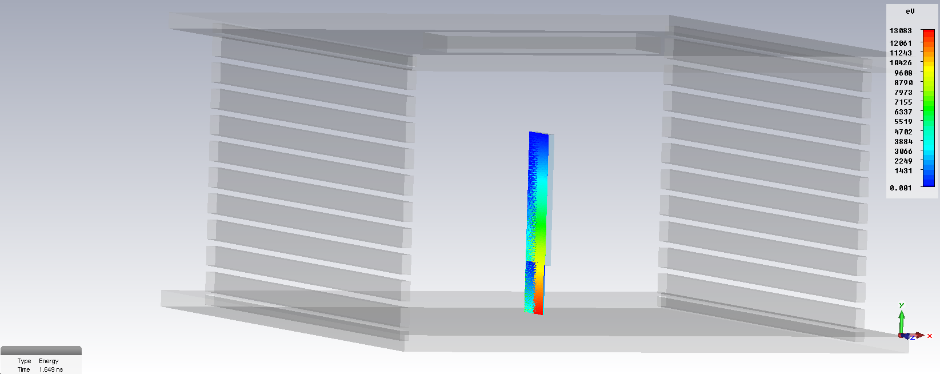 eV
13083
12061
11243
10426
9608
8790
7973
7155
6337
5519
4702
3884
3066
2249
1431
0.001
y
z
x
Type Energy
Time 1.649 ns